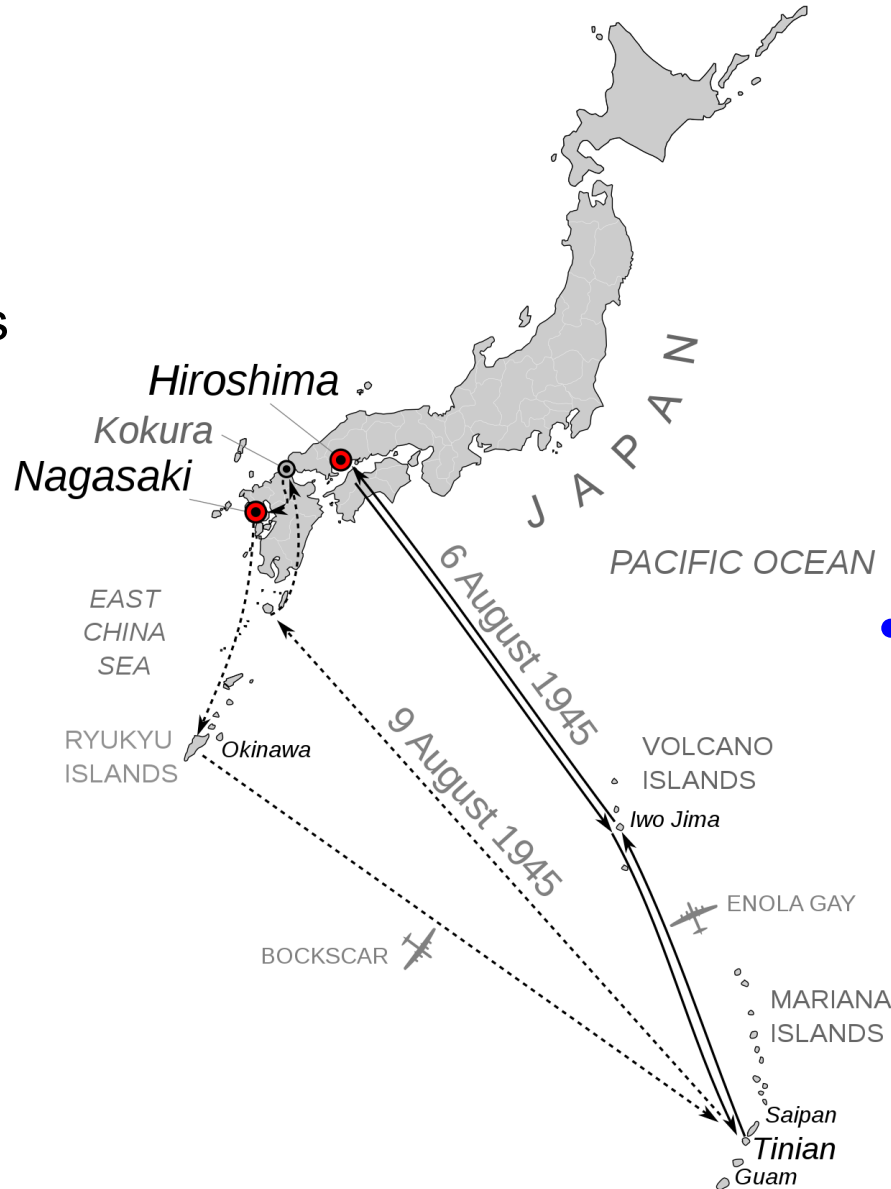 s
Hiroshima
Kokura
Nagasaki
JAPAN
PACIFIC OCEAN
6 August 1945
EAST
CHINA
SEA
9 August 1945
RYUKYU
ISLANDS
Okinawa
VOLCANO
ISLANDS
Iwo Jima
ENOLA GAY
BOCKSCAR
MARIANA
ISLANDS
Saipan
Tinian
Guam